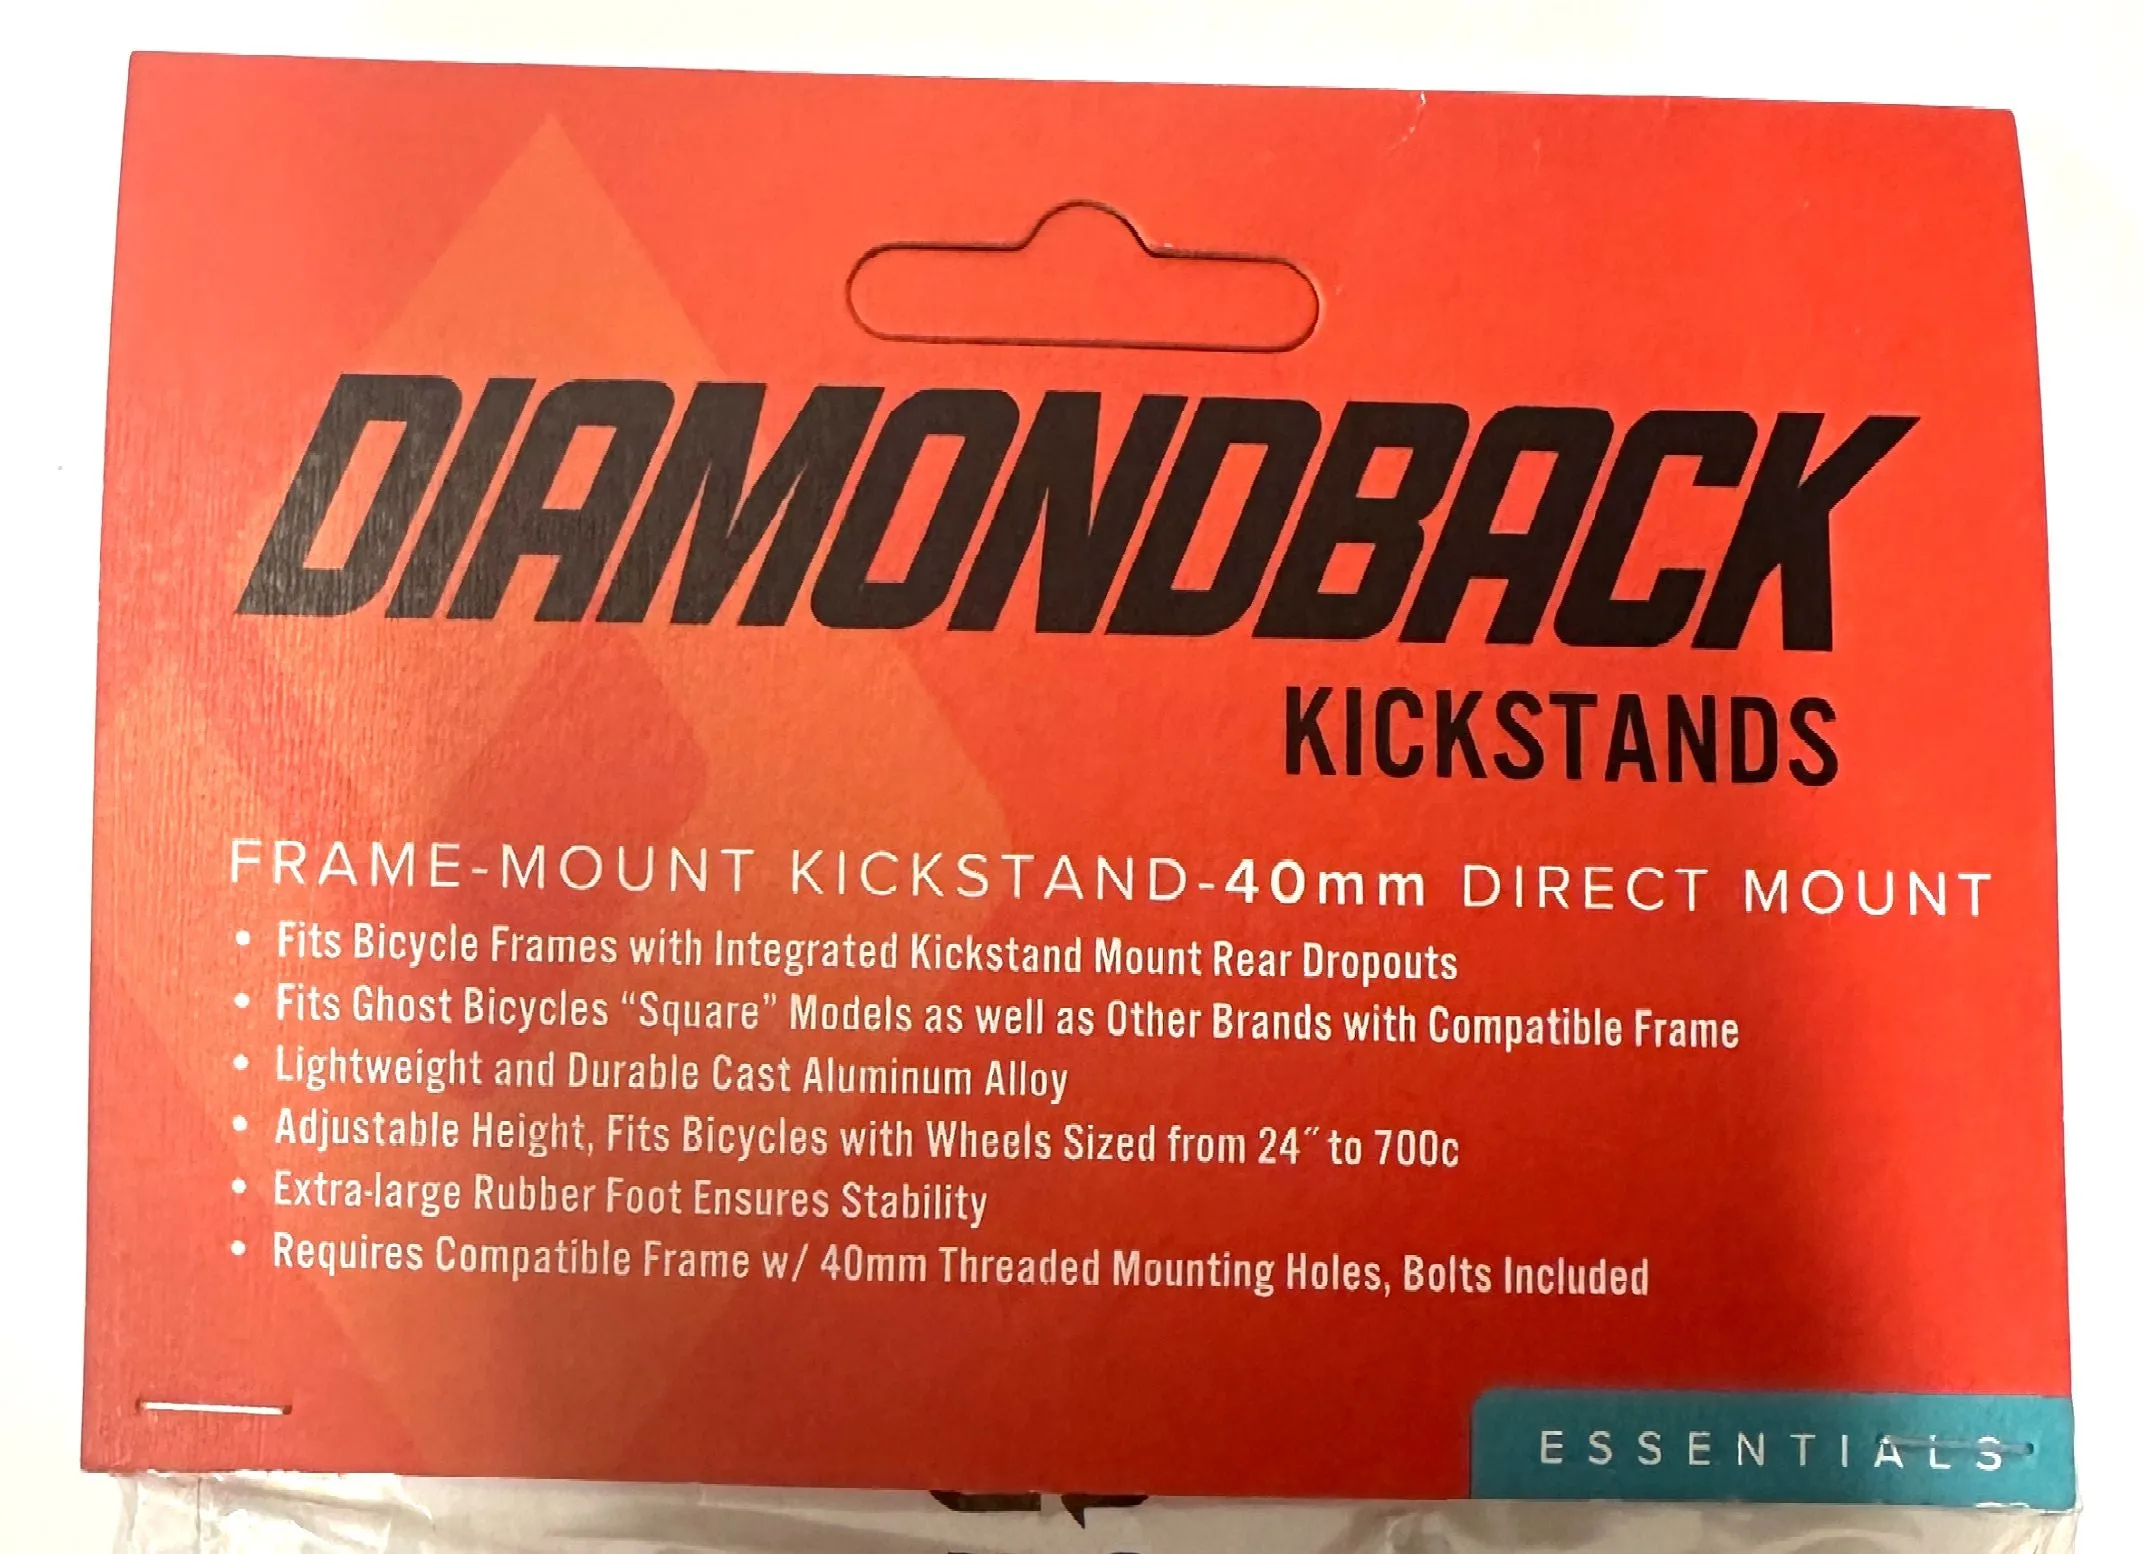 DIAMONDBACK
KICKSTANDS
FRAME-MOUNT KICKSTAND-40mm DIRECT MOUNT
• Fits Bicycle Frames with Integrated Kickstand Mount Rear Dropouts
• Fits Ghost Bicycles “Square” Models as well as Other Brands with Compatible Frame
• Lightweight and Durable Cast Aluminum Alloy
• Adjustable Height, Fits Bicycles with Wheels Sized from 24˝ to 700c
• Extra-large Rubber Foot Ensures Stability
• Requires Compatible Frame w/ 40mm Threaded Mounting Holes, Bolts Included
ESSENTIALS